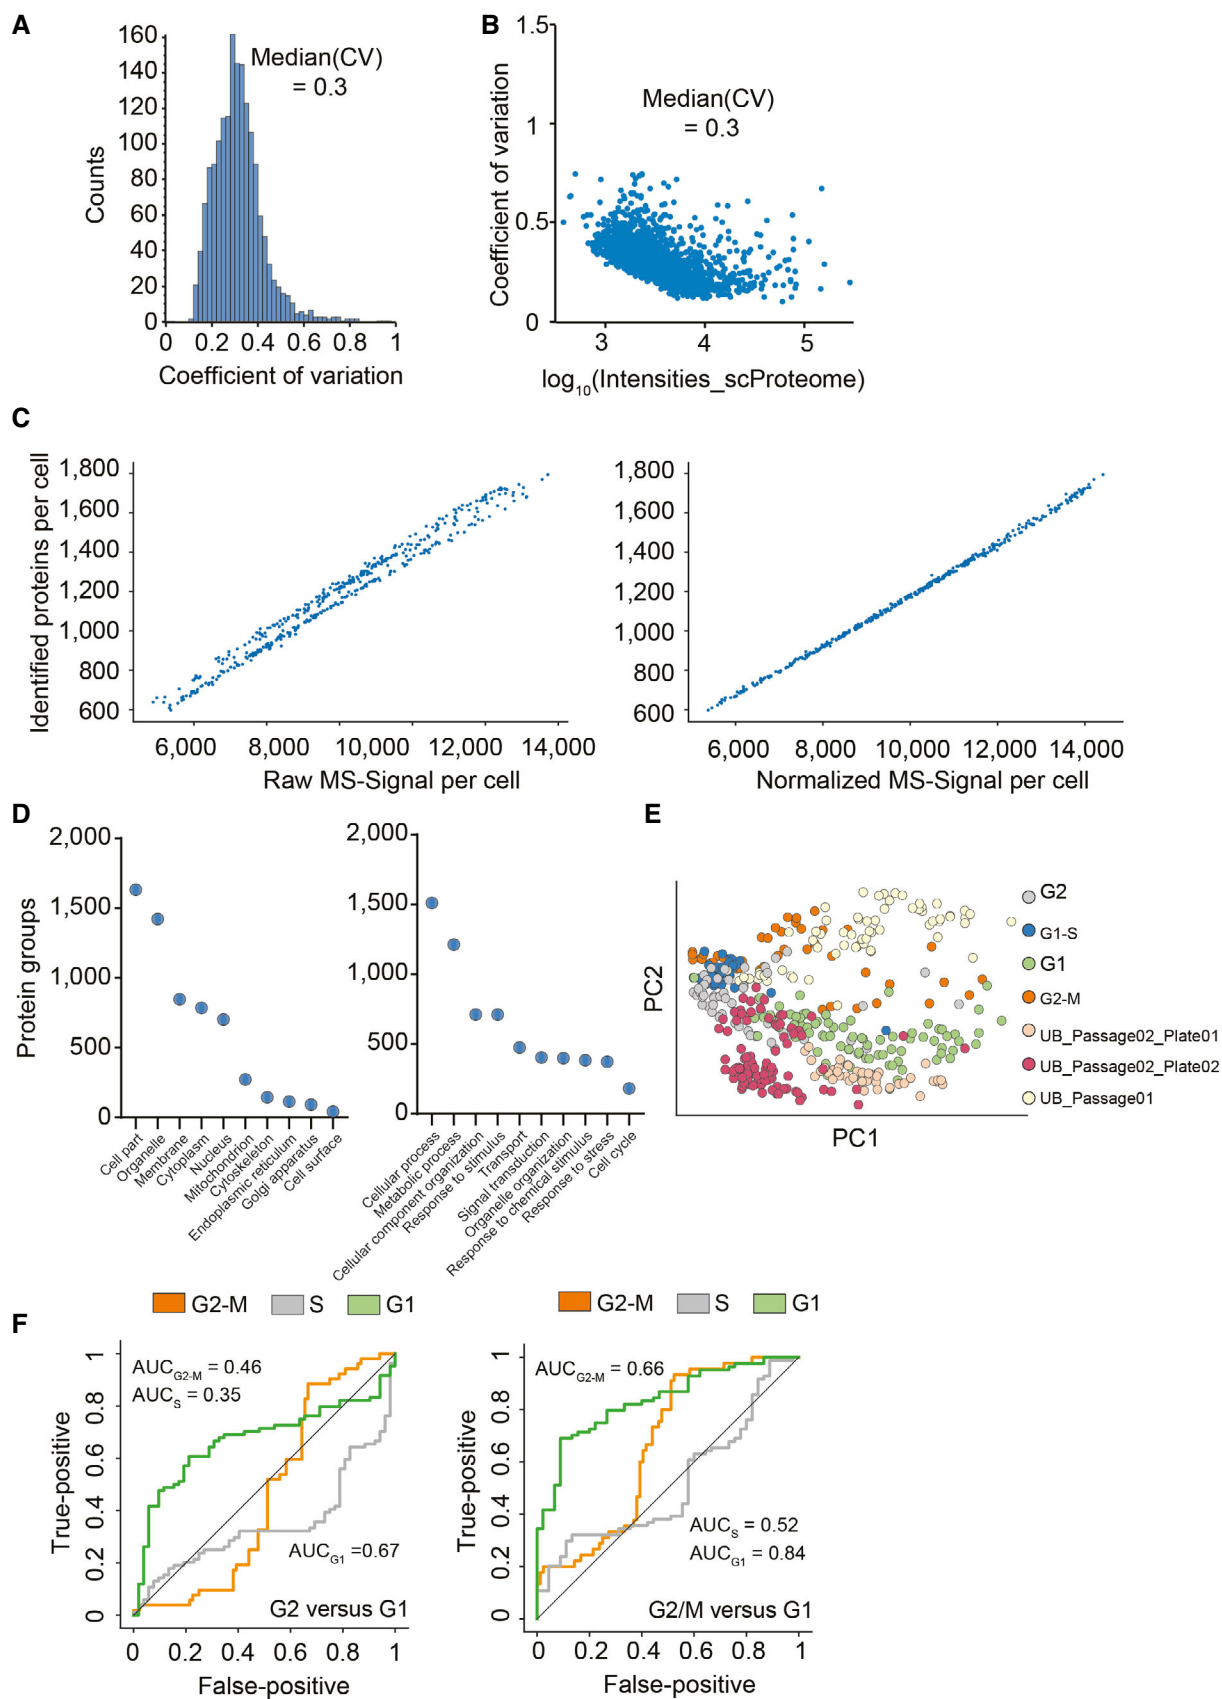 A
160
140
120
100
80
60
40
20
0
Counts
Median(CV)
= 0.3
0 0.2 0.4 0.6 0.8 1
Coefficient of variation
B
1.5
1
0.5
0
Coefficient of variation
Median(CV)
= 0.3
3 4 5
log10(Intensities_scProteome)
C
Identified proteins per cell
1,800
1,600
1,400
1,200
1,000
800
600
6,000 8,000 10,000 12,000 14,000
Raw MS-Signal per cell
1,800
1,600
1,400
1,200
1,000
800
600
6,000 8,000 10,000 12,000 14,000
Normalized MS-Signal per cell
D
Protein groups
2,000
1,500
1,000
500
0
Cell part
Organelle
Membrane
Cytoplasm
Nucleus
Mitochondrion
Cytoskeleton
Endoplasmic reticulum
Golgi apparatus
Cell surface
2,000
1,500
1,000
500
0
Cellular process
Metabolic process
Cellular component organization
Response to stimulus
Transport
Signal transduction
Organelle organization
Response to chemical stimulus
Response to stress
Cell cycle
E
PC2
PC1
G2
G1-S
G1
G2-M
UB_Passage02_Plate01
UB_Passage02_Plate02
UB_Passage01
F
G2-M S G1
True-positive
1
0.8
0.6
0.4
0.2
0
AUCG2-M = 0.46
AUCS = 0.35
AUCG1 =0.67
G2 versus G1
0 0.2 0.4 0.6 0.8 1
False-positive
G2-M S G1
True-positive
1
0.8
0.6
0.4
0.2
0
AUCG2-M = 0.66
AUCS = 0.52
AUCG1 = 0.84
G2/M versus G1
0 0.2 0.4 0.6 0.8 1
False-positive